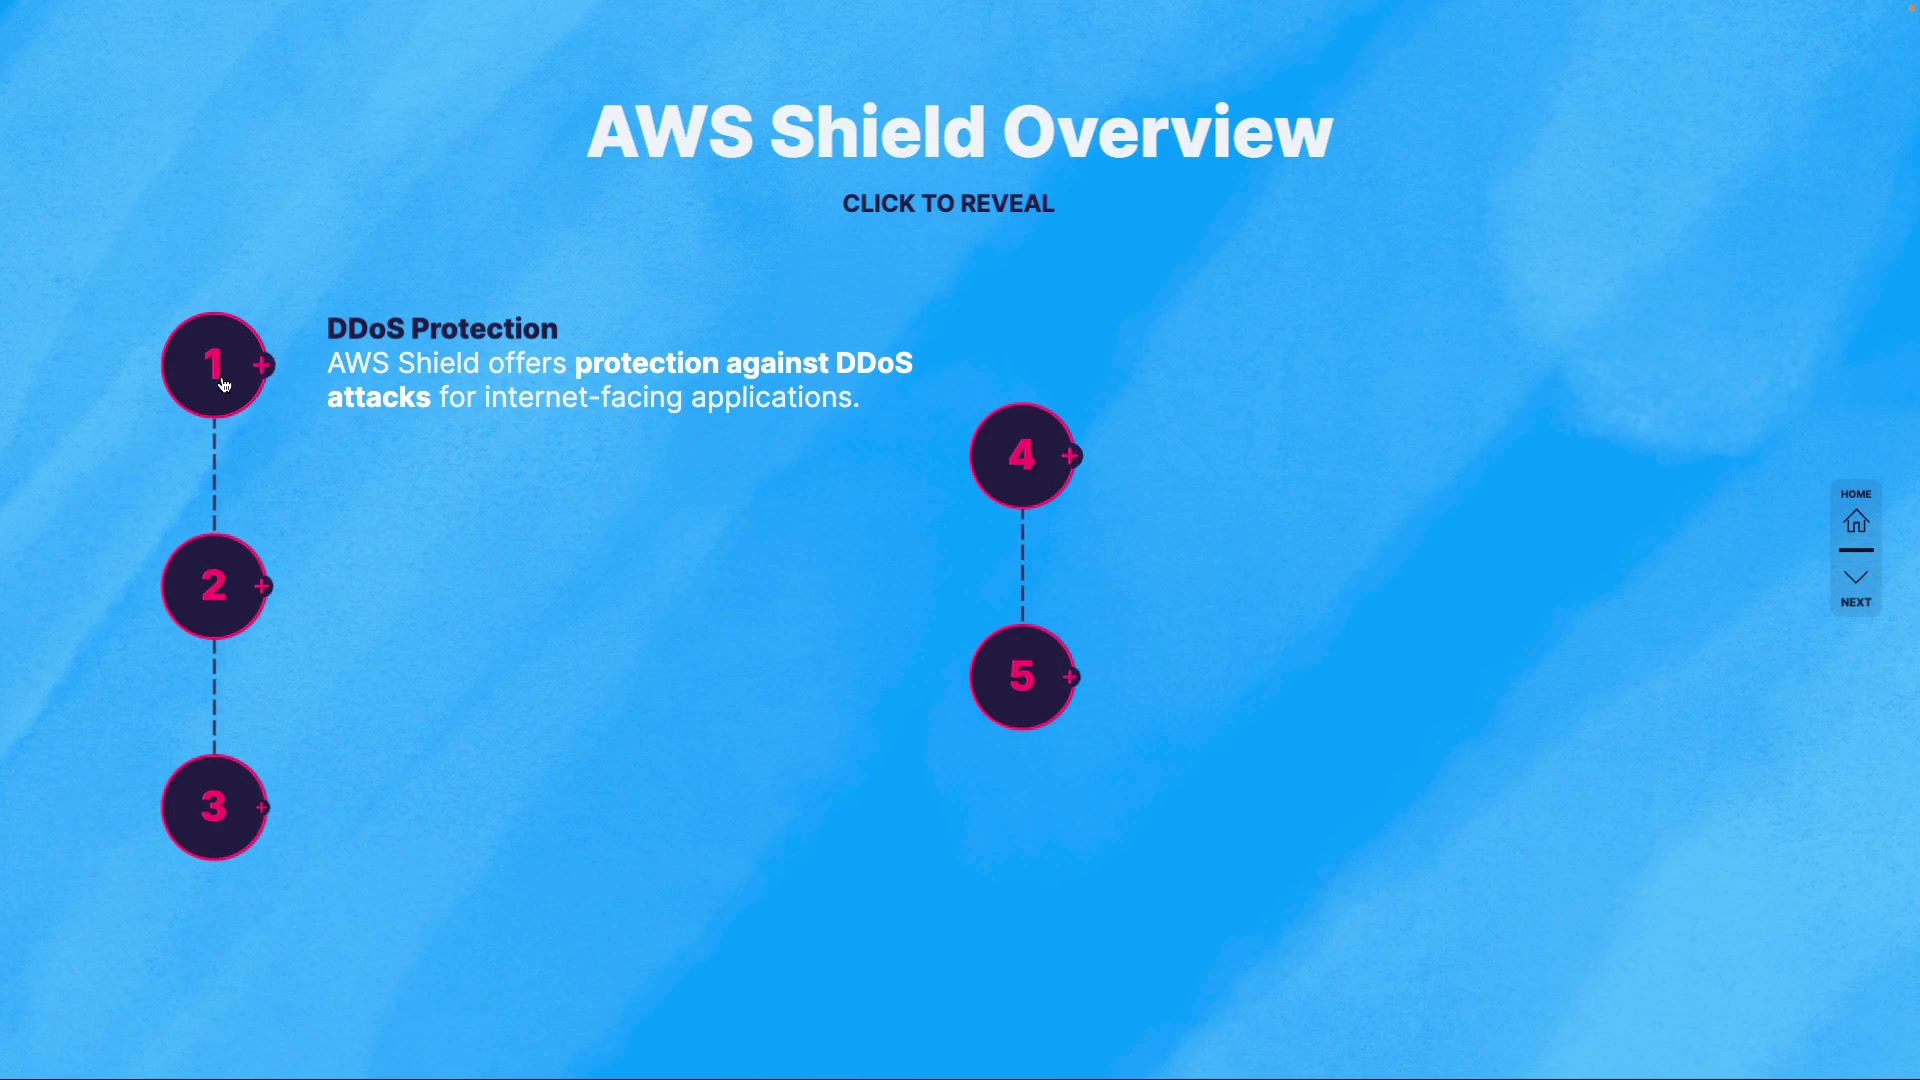 AWS Shield Overview
CLICK TO REVEAL
1
DDoS Protection
AWS Shield offers protection against DDoS
attacks for internet-facing applications.
2
3
4
5
HOME
NEXT